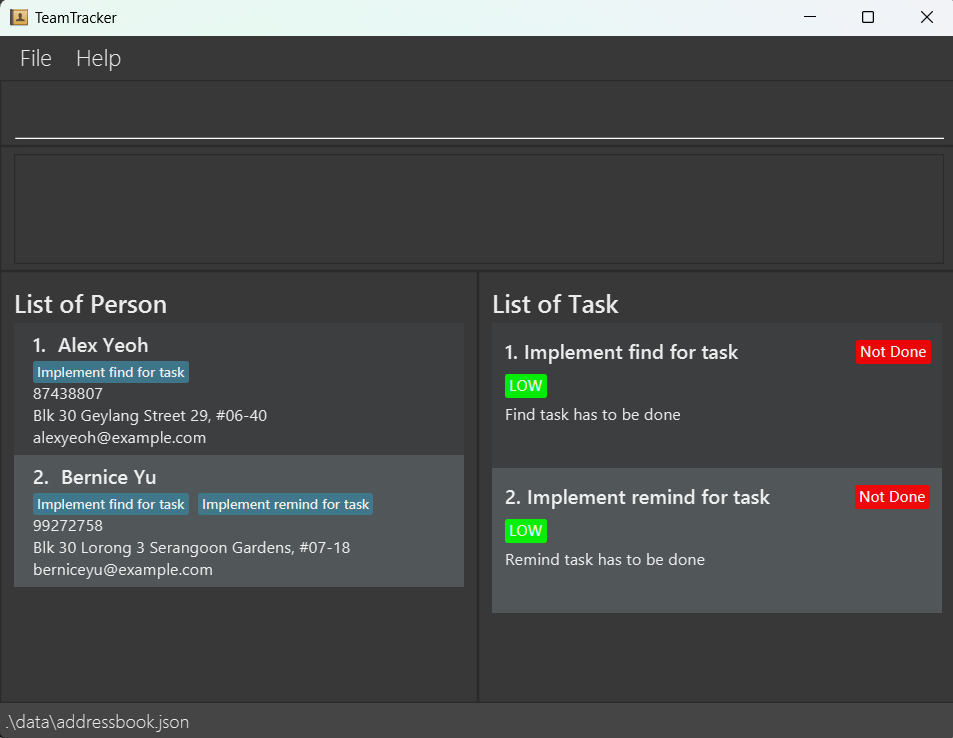 TeamTracker
File Help
List of Person
1. Alex Yeoh
Implement find for task
87438807
Blk 30 Geylang Street 29, #06-40
alexyeoh@example.com
2. Bernice Yu
Implement find for task Implement remind for task
99272758
Blk 30 Lorong 3 Serangoon Gardens, #07-18
berniceyu@example.com
List of Task
1. Implement find for task Not Done
LOW
Find task has to be done
2. Implement remind for task Not Done
LOW
Remind task has to be done
.\data\addressbook.json